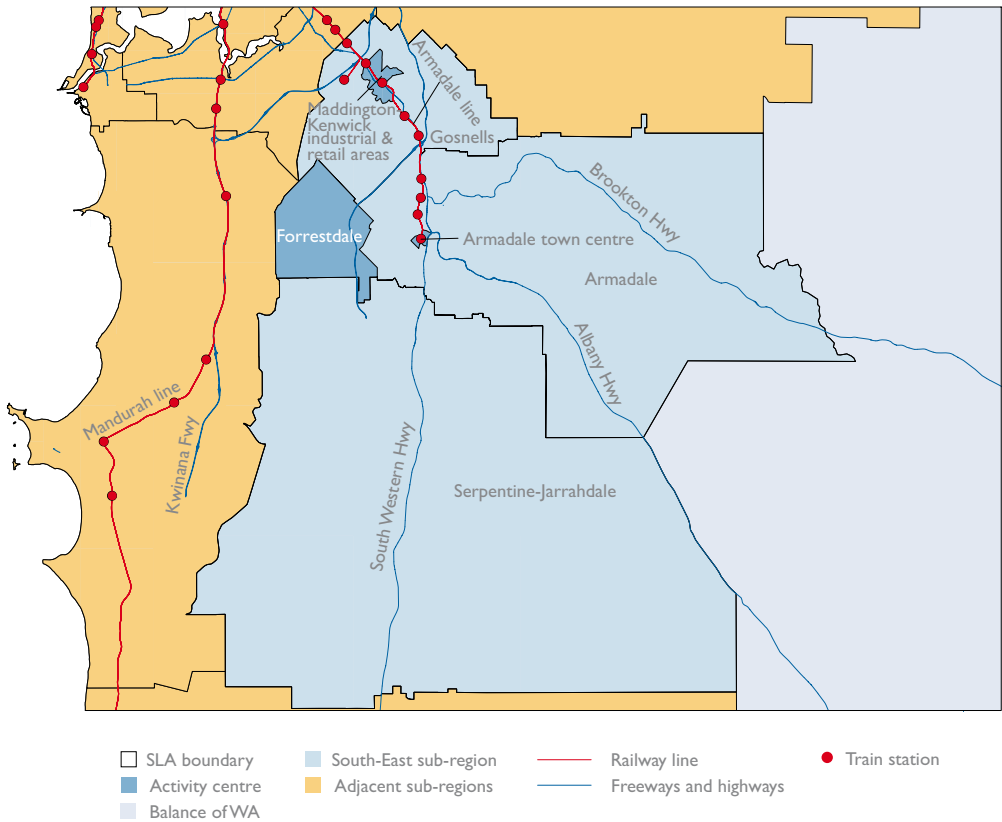 Armadale line
Maddington-
Kenwick
industrial &
retail areas
Gosnells
Brookton Hwy
Forrestdale
Armadale town centre
Armadale
Albany Hwy
Mandurah line
Kwinana Fwy
South Western Hwy
Serpentine-Jarrahdale
SLA boundary
South-East sub-region
Railway line
Train station
Activity centre
Adjacent sub-regions
Freeways and highways
Balance of WA